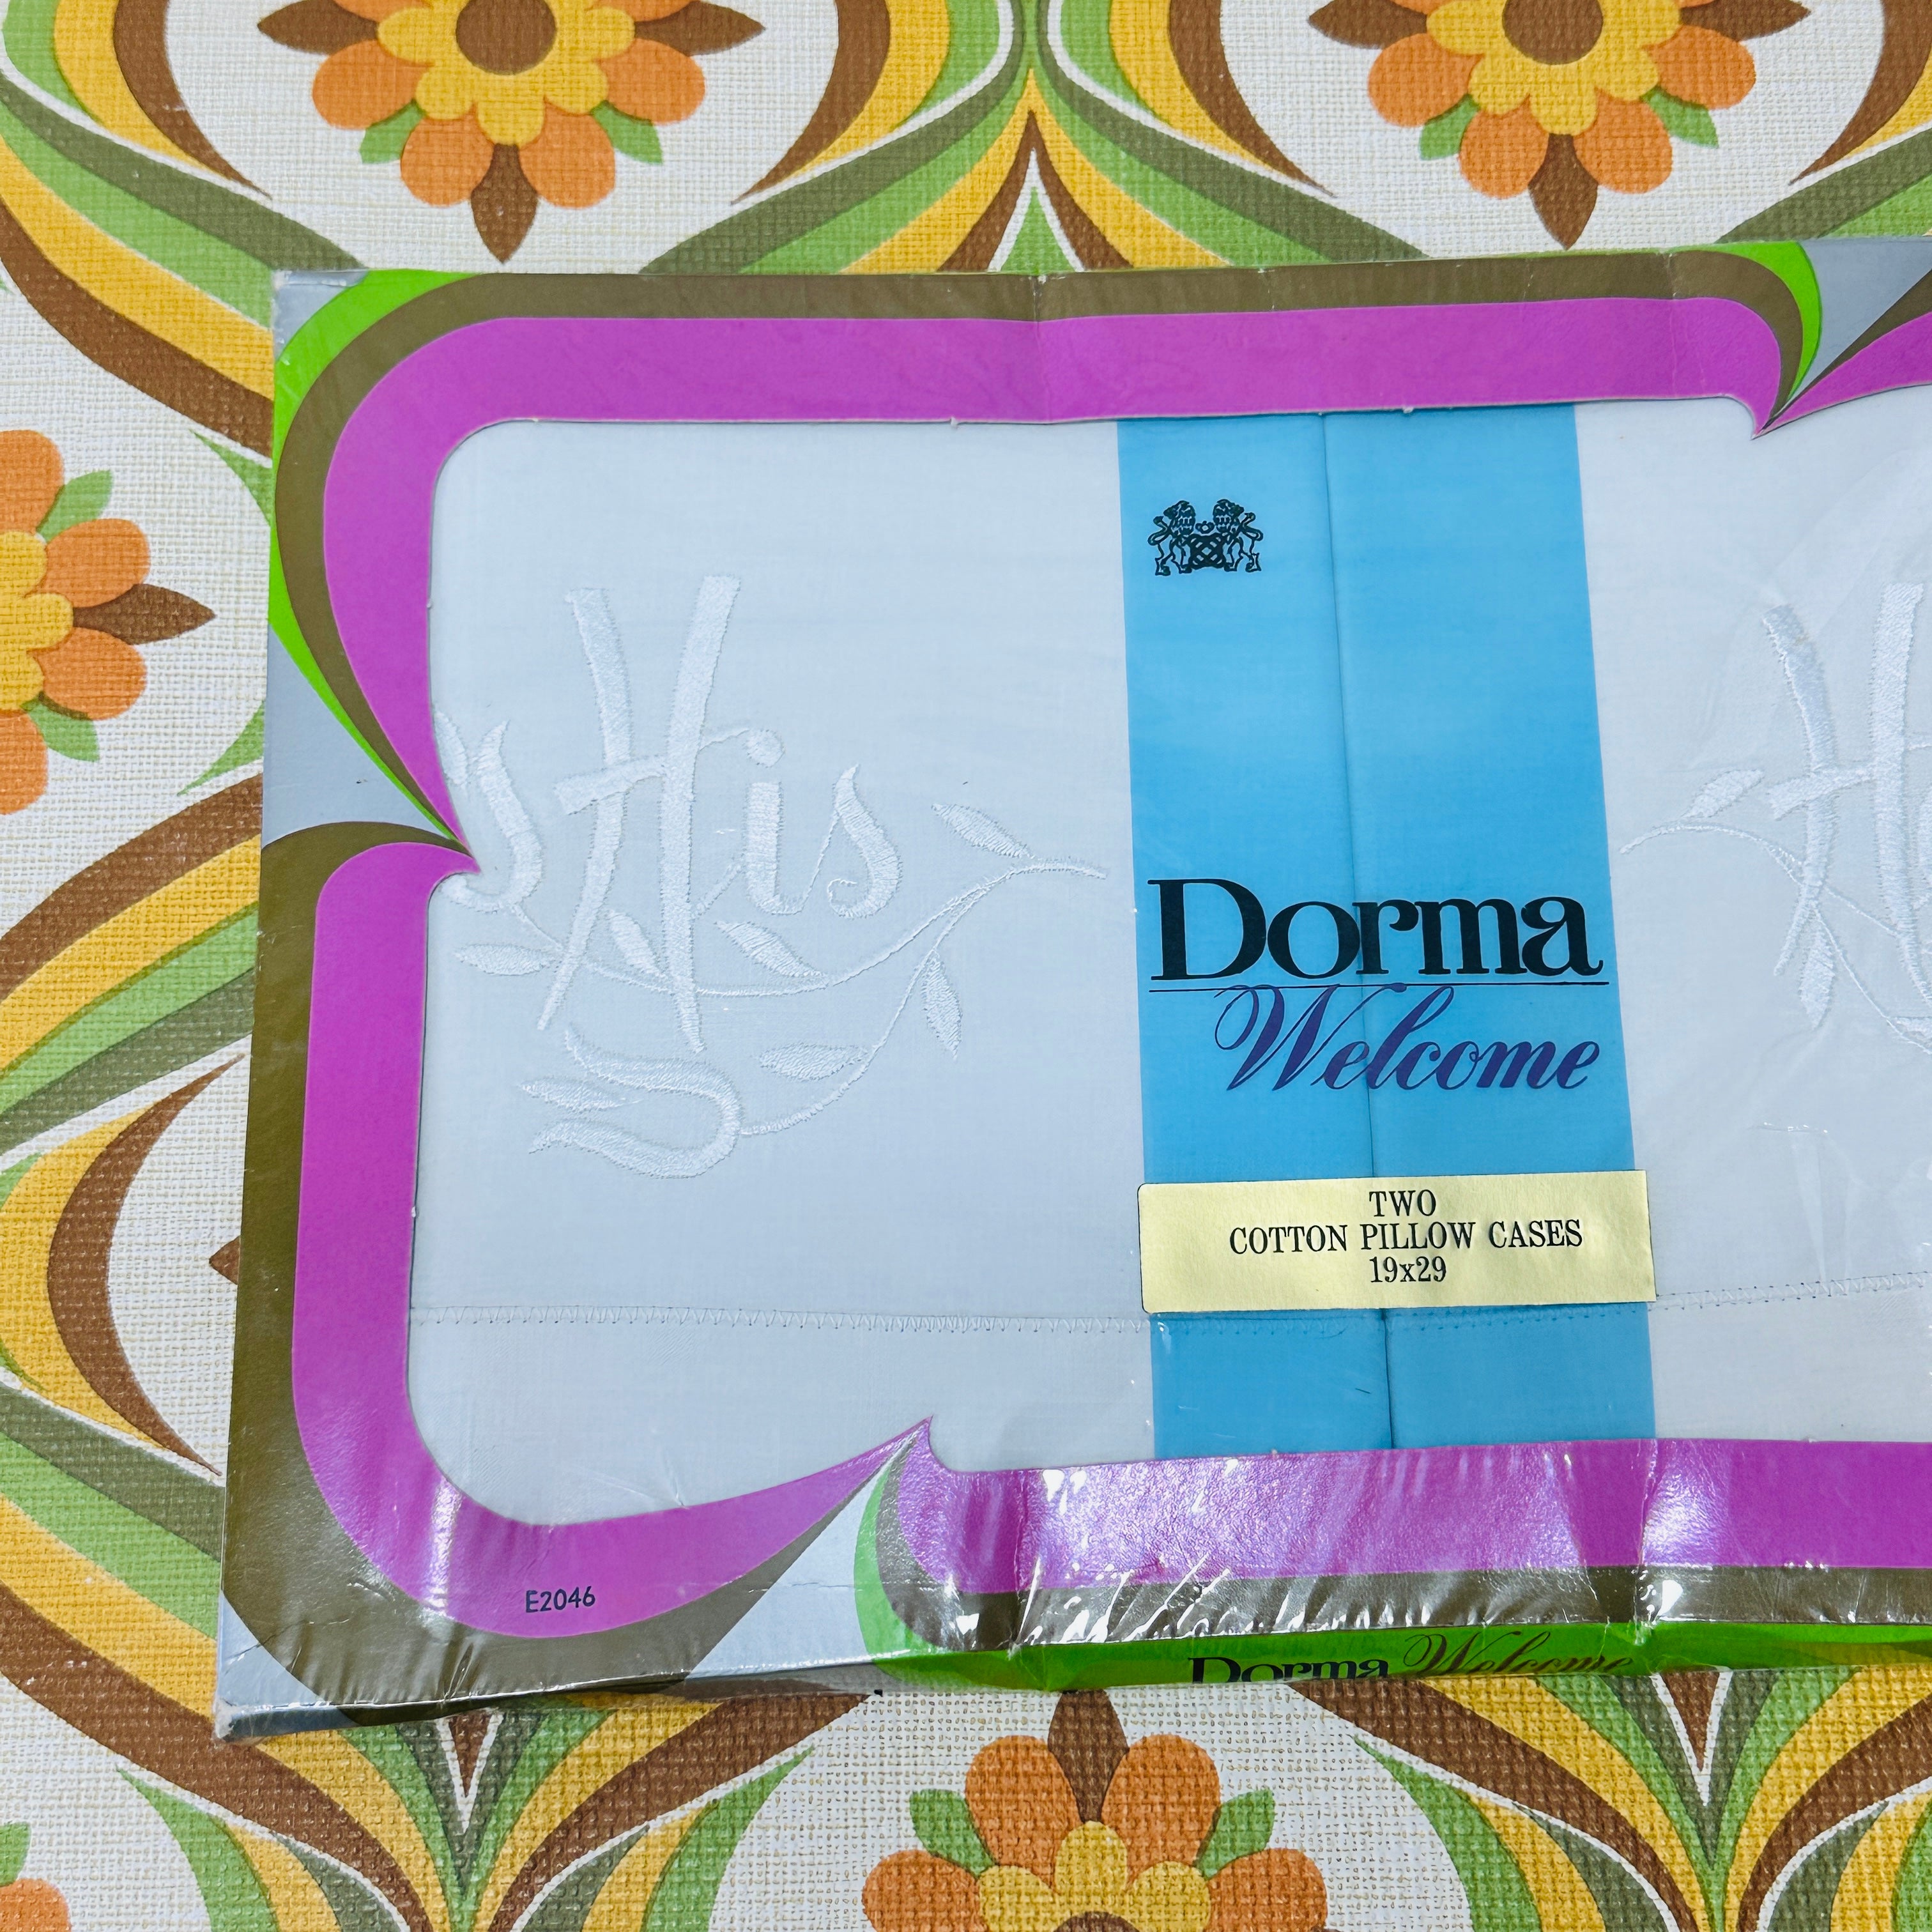 His
H
Dorma
Welcome
TWO
COTTON PILLOW CASES
19x29
E2046
Dorma Welcome